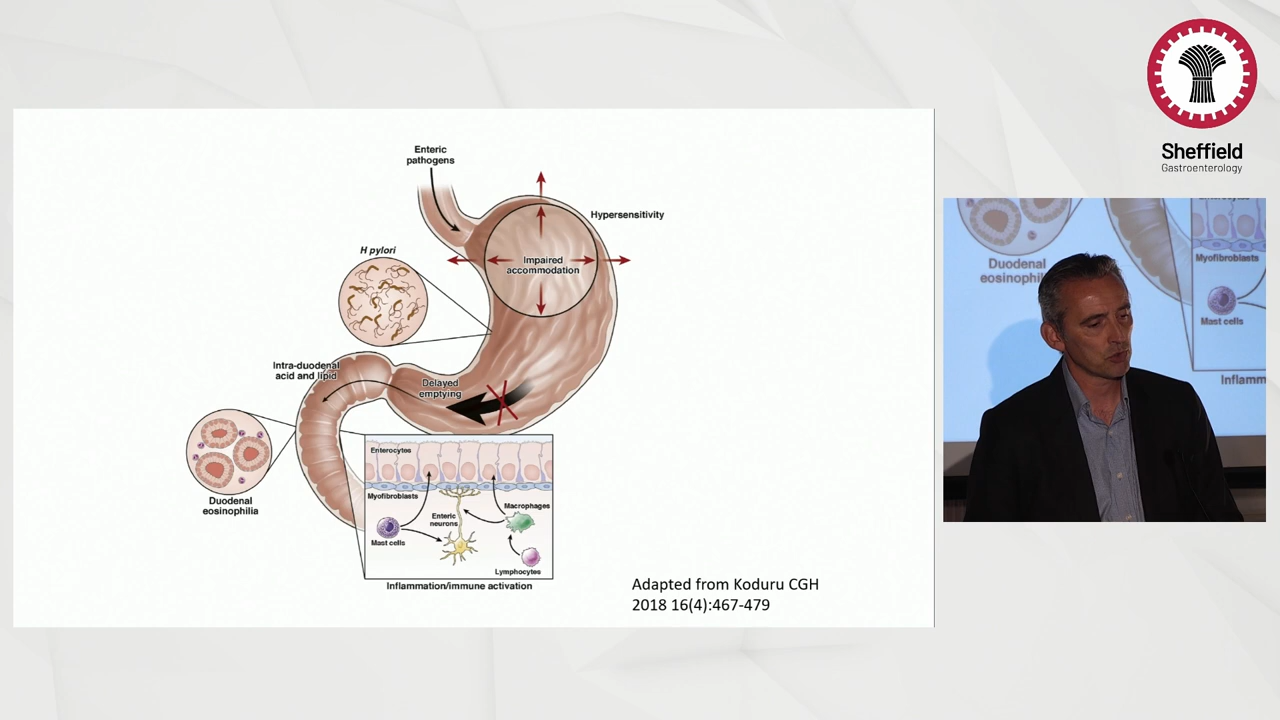 Enteric
pathogens
Hypersensitivity
H pylori
Impaired
accommodation
Intra-duodenal
acid and lipid
Delayed
emptying
Duodenal
eosinophilia
Enterocytes
Myofibroblasts
Enteric
neurons
Macrophages
Mast cells
Lymphocytes
Inflammation/immune activation
Adapted from Koduru CGH
2018 16(4):467-479
Sheffield
Gastroenterology
Duodenal
Myofibroblasts
Mast cells